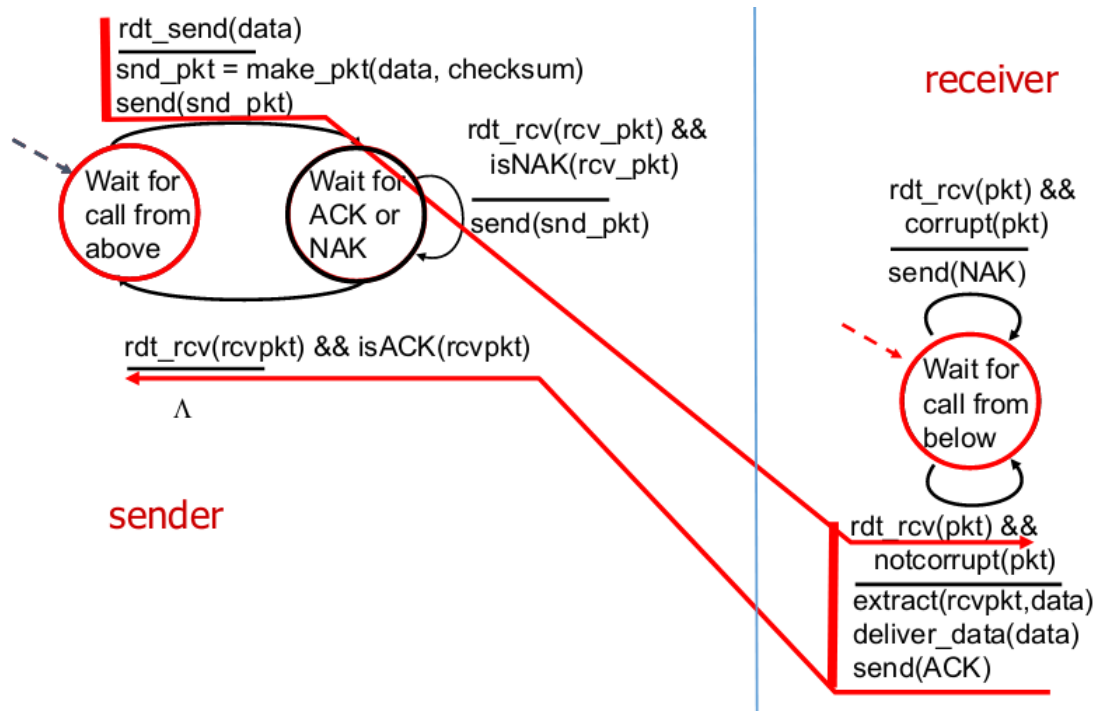 rdt_send(data)
snd_pkt = make_pkt(data, checksum)
send(snd_pkt)
receiver
rdt_rcv(rcv_pkt) &&
isNAK(rcv_pkt)
send(snd_pkt)
Wait for
call from
above
Wait for
ACK or
NAK
rdt_rcv(pkt) &&
corrupt(pkt)
send(NAK)
rdt_rcv(rcvpkt) && isACK(rcvpkt)
Λ
Wait for
call from
below
sender
rdt_rcv(pkt) &&
notcorrupt(pkt)
extract(rcvpkt,data)
deliver_data(data)
send(ACK)